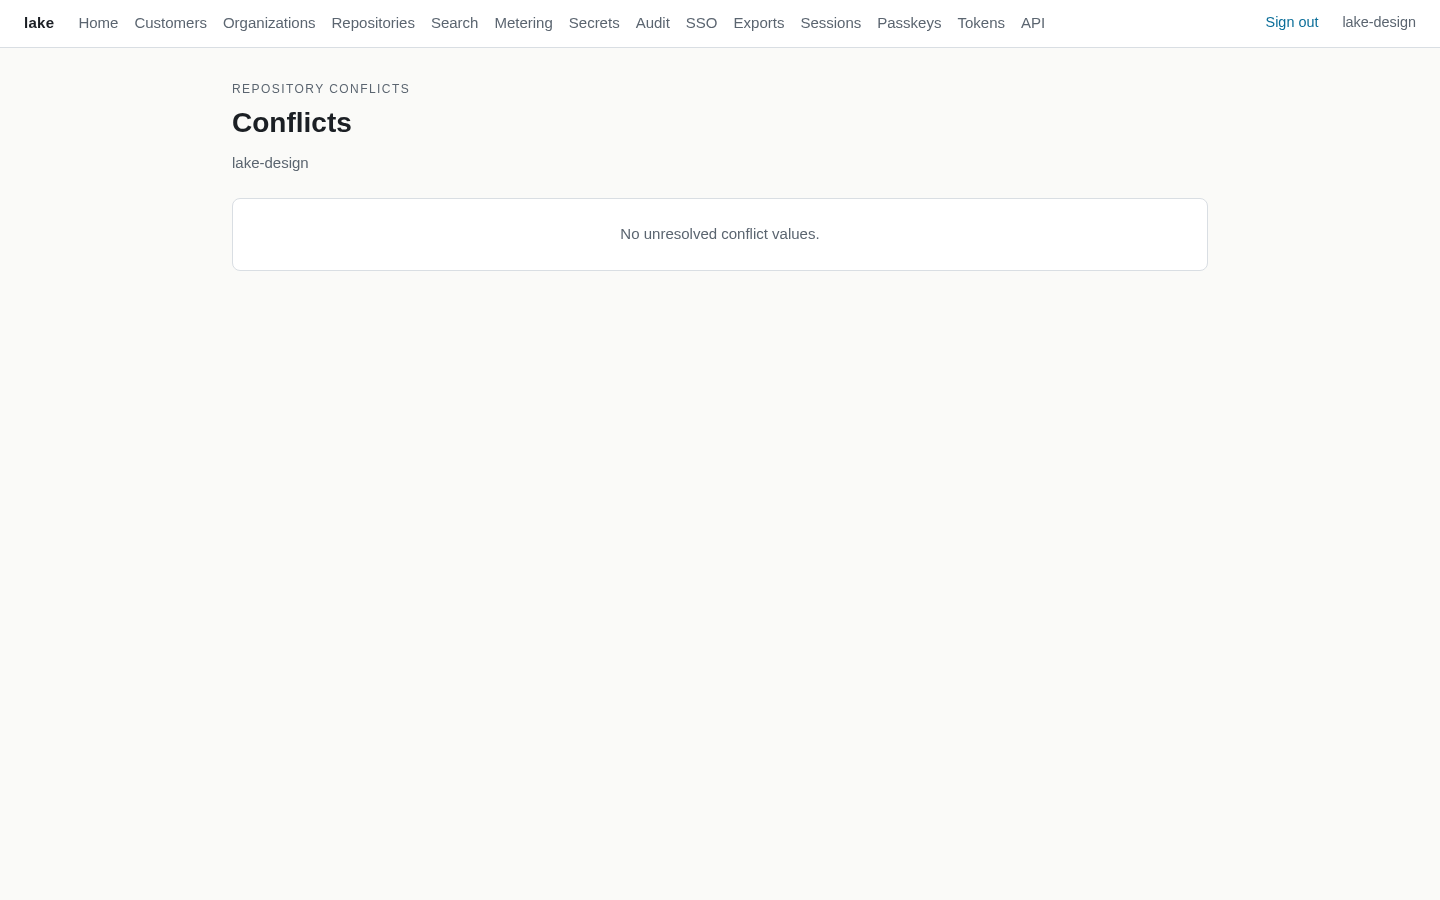 lake Home Customers Organizations Repositories Search Metering Secrets Audit SSO Exports Sessions Passkeys Tokens API Sign out lake-design
REPOSITORY CONFLICTS
Conflicts
lake-design
No unresolved conflict values.